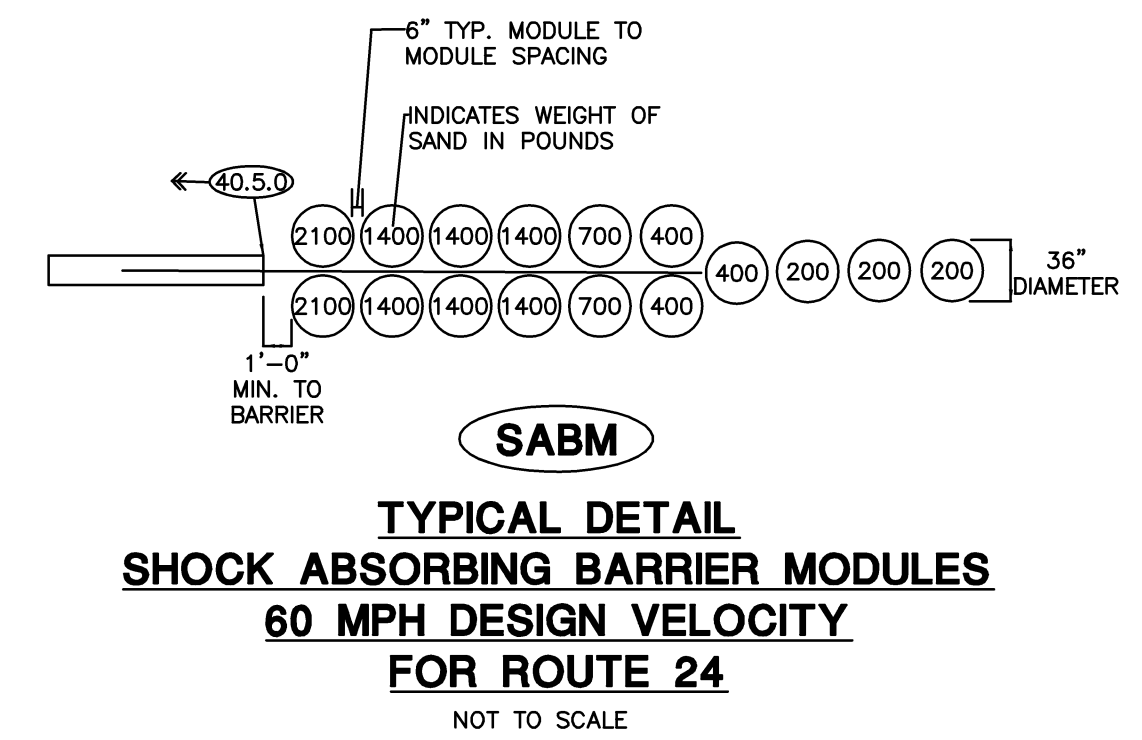 6” TYP. MODULE TO
MODULE SPACING
INDICATES WEIGHT OF
SAND IN POUNDS
40.5.0
2100 1400 1400 1400 700 400
400 200 200 200
2100 1400 1400 1400 700 400
36”
DIAMETER
1’-0”
MIN. TO
BARRIER
SABM
TYPICAL DETAIL
SHOCK ABSORBING BARRIER MODULES
60 MPH DESIGN VELOCITY
FOR ROUTE 24
NOT TO SCALE